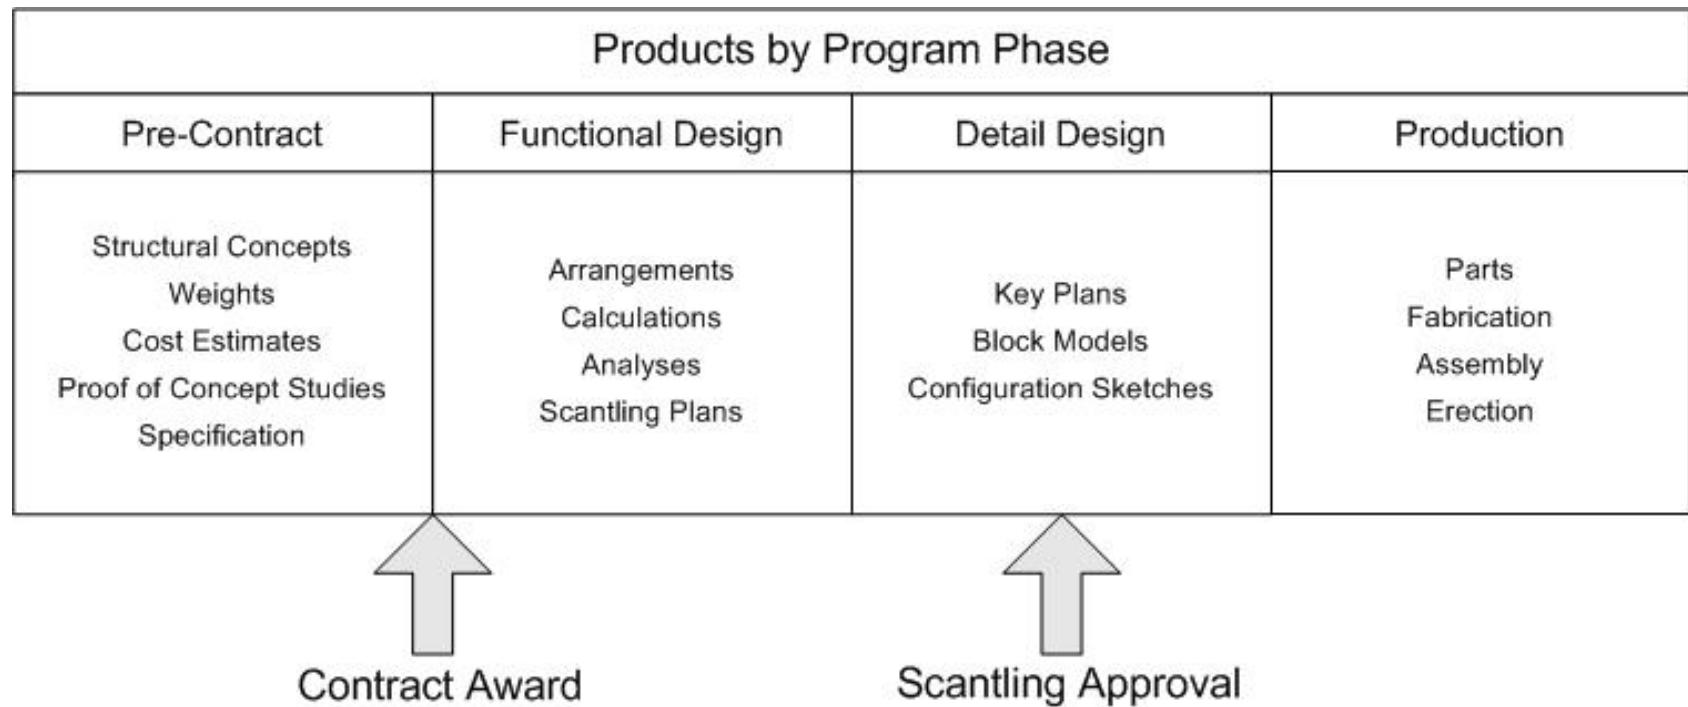 Products by Program Phase
Pre-Contract
Functional Design
Detail Design
Production
Structural Concepts
Weights
Cost Estimates
Proof of Concept Studies
Specification
Arrangements
Calculations
Analyses
Scantling Plans
Key Plans
Block Models
Configuration Sketches
Parts
Fabrication
Assembly
Erection
Contract Award
Scantling Approval